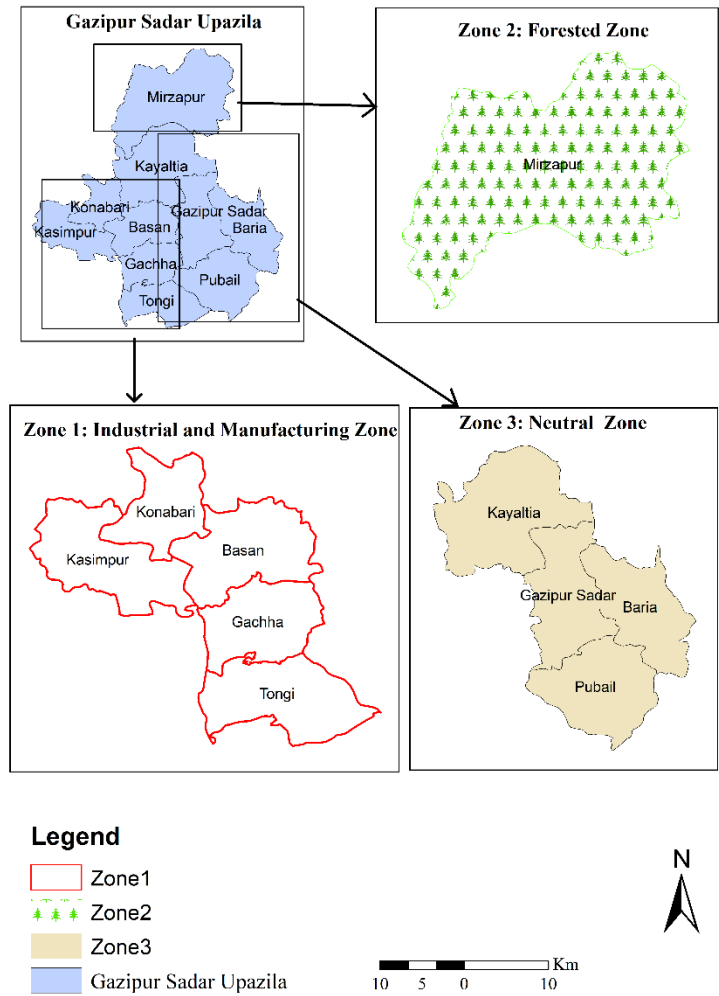 Gazipur Sadar Upazila
Mirzapur
Kayaltia
Konabari
Kasimpur
Basan
Gazipur Sadar
Baria
Gachha
Pubail
Tongi
Zone 2: Forested Zone
Mirzapur
Zone 1: Industrial and Manufacturing Zone
Konabari
Kasimpur
Basan
Gachha
Tongi
Zone 3: Neutral Zone
Kayaltia
Gazipur Sadar
Baria
Pubail
Legend
Zone1
Zone2
Zone3
Gazipur Sadar Upazila
N
Km
10 5 0 10